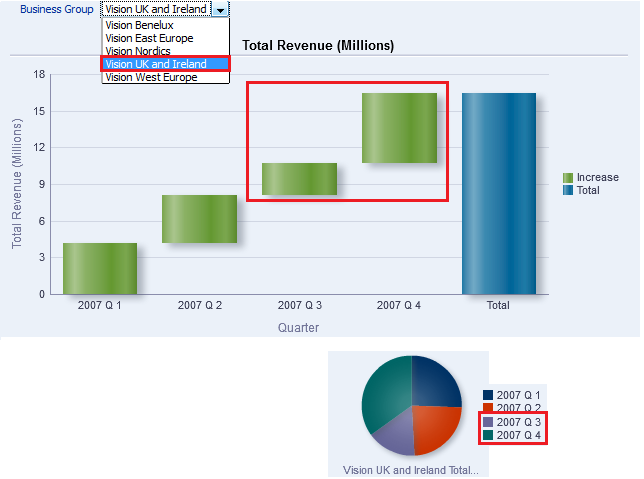 Business Group Vision UK and Ireland
Vision Benelux
Vision East Europe
Vision Nordics
Vision UK and Ireland
Vision West Europe
Total Revenue (Millions)
18
15
12
9
6
3
0
Total Revenue (Millions)
2007 Q 1 2007 Q 2 2007 Q 3 2007 Q 4 Total
Quarter
Increase
Total
2007 Q 1
2007 Q 2
2007 Q 3
2007 Q 4
Vision UK and Ireland Total...